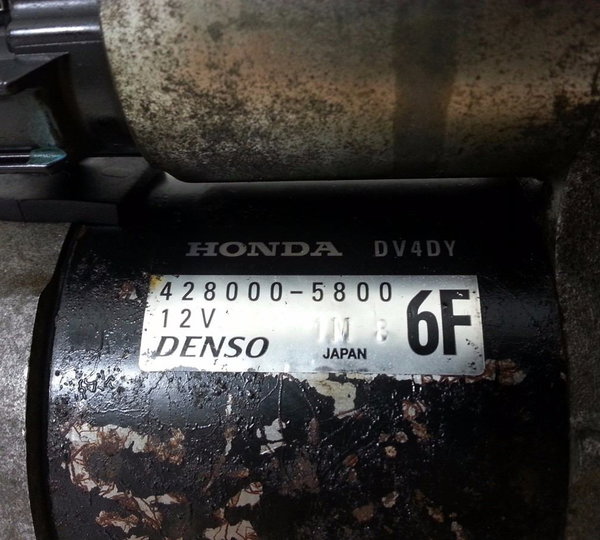 HONDA DV4DY
428000-5800
12V
6F
DENSO
JAPAN